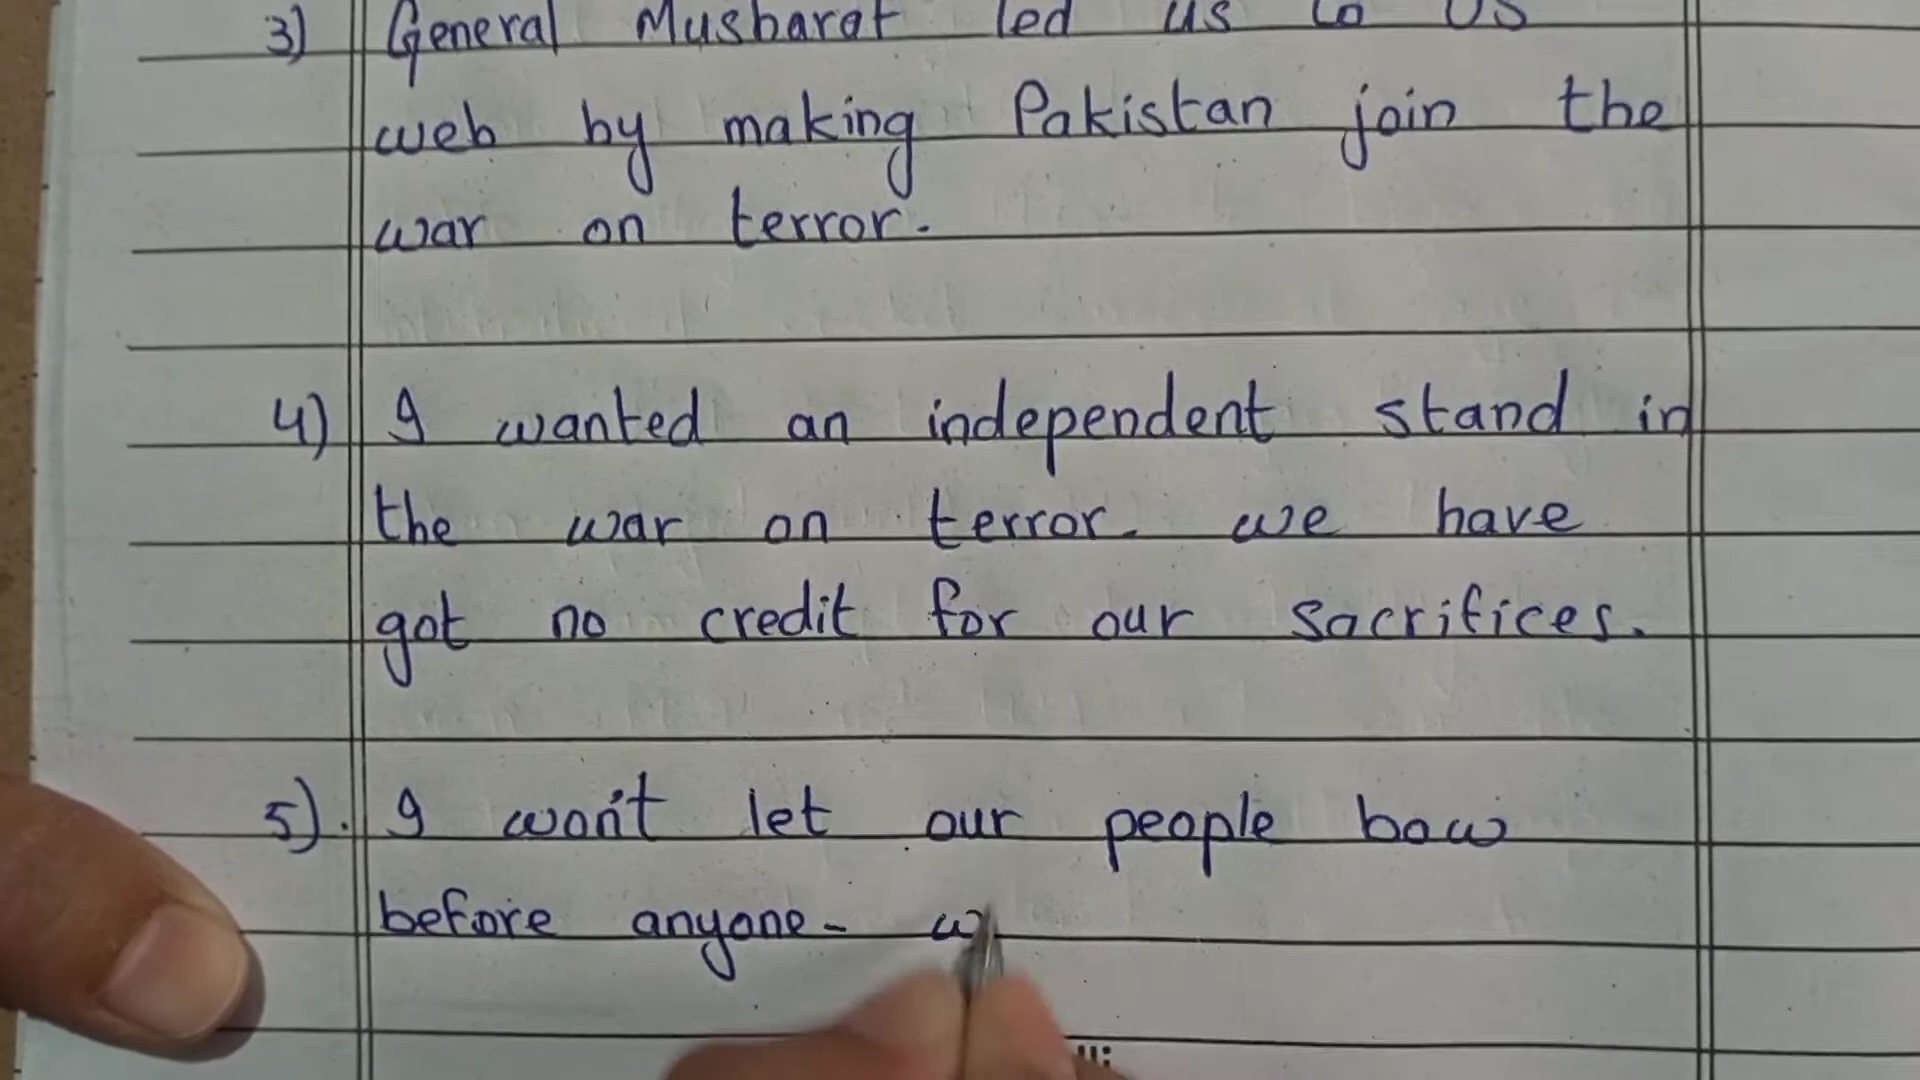 3) General Musharaf led us to US
web by making Pakistan join the
war on terror.
4) I wanted an independent stand in
the war on terror. we have
got no credit for our sacrifices.
5). I won't let our people bow
before anyone- w